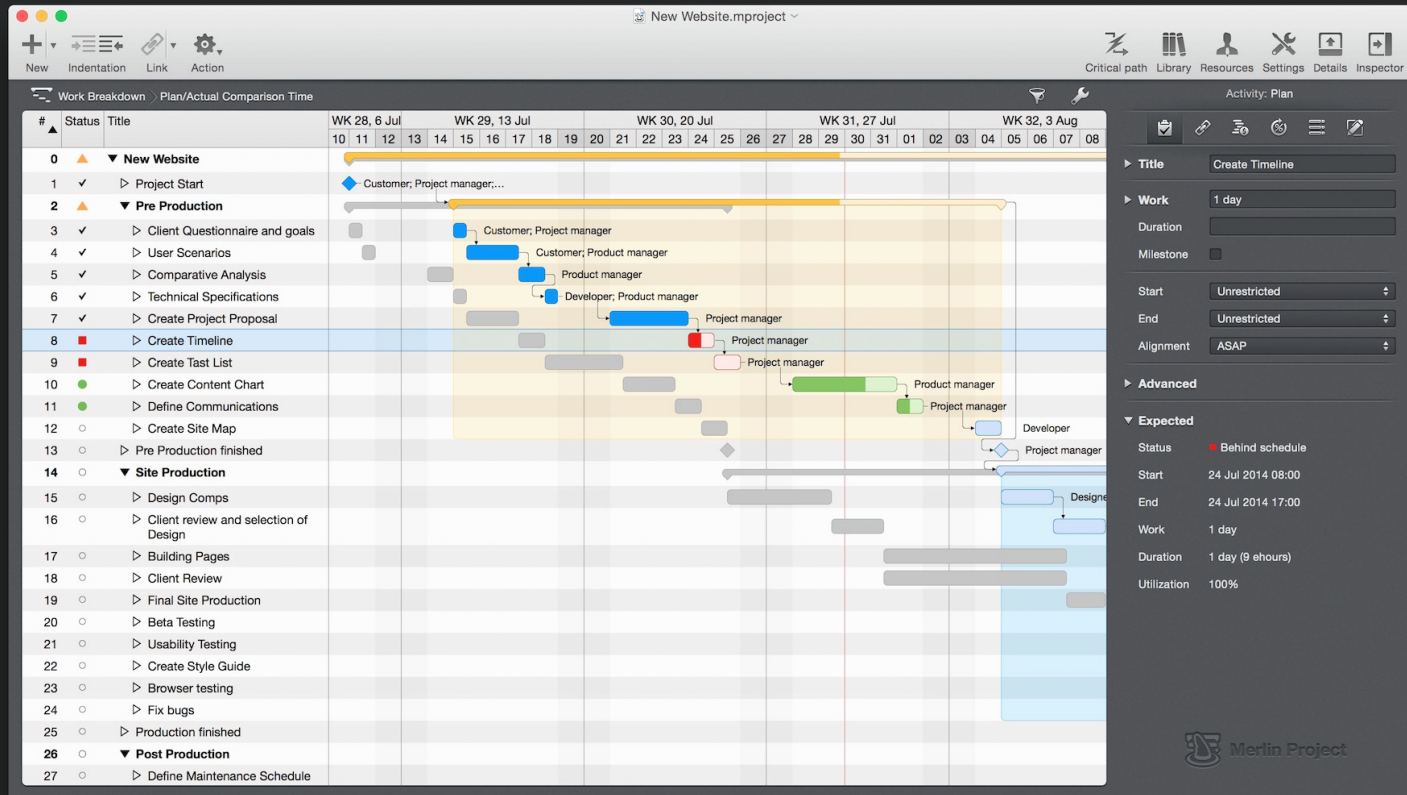 New Website.mproject
New Indentation Link Action
Critical path Library Resources Settings Details Inspector
Work Breakdown Plan/Actual Comparison Time
Activity: Plan
# Status Title
WK 28, 6 Jul WK 29, 13 Jul WK 30, 20 Jul WK 31, 27 Jul WK 32, 3 Aug
10 11 12 13 14 15 16 17 18 19 20 21 22 23 24 25 26 27 28 29 30 31 01 02 03 04 05 06 07 08
0 New Website
1 Project Start Customer; Project manager;...
2 Pre Production
3 Client Questionnaire and goals Customer; Project manager
4 User Scenarios Customer; Product manager
5 Comparative Analysis Product manager
6 Technical Specifications Developer; Product manager
7 Create Project Proposal Project manager
8 Create Timeline Project manager
9 Create Tast List Project manager
10 Create Content Chart Product manager
11 Define Communications Project manager
12 Create Site Map Developer
13 Pre Production finished Project manager
14 Site Production
15 Design Comps Designe
16 Client review and selection of
Design
17 Building Pages
18 Client Review
19 Final Site Production
20 Beta Testing
21 Usability Testing
22 Create Style Guide
23 Browser testing
24 Fix bugs
25 Production finished
26 Post Production
27 Define Maintenance Schedule
Title Create Timeline
Work 1 day
Duration
Milestone
Start Unrestricted
End Unrestricted
Alignment ASAP
Advanced
Expected
Status Behind schedule
Start 24 Jul 2014 08:00
End 24 Jul 2014 17:00
Work 1 day
Duration 1 day (9 ehours)
Utilization 100%
Merlin Project